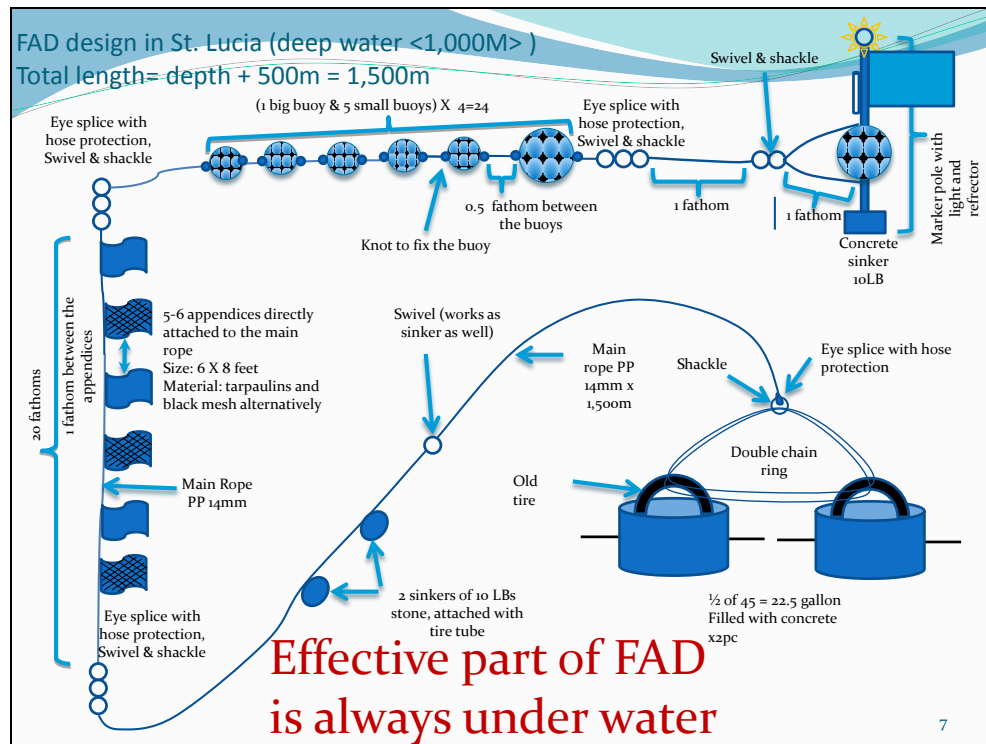 FAD design in St. Lucia (deep water <1,000M> )
Total length= depth + 500m = 1,500m
Swivel & shackle
(1 big buoy & 5 small buoys) X 4=24
Eye splice with
hose protection,
Swivel & shackle
Eye splice with
hose protection,
Swivel & shackle
Marker pole with
light and
refrector
0.5 fathom between
the buoys
1 fathom
1 fathom
Knot to fix the buoy
Concrete
sinker
10LB
20 fathoms
1 fathom between the
appendices
5-6 appendices directly
attached to the main
rope
Size: 6 X 8 feet
Material: tarpaulins and
black mesh alternatively
Swivel (works as
sinker as well)
Main
rope PP
14mm x
1,500m
Shackle
Eye splice with hose
protection
Double chain
ring
Main Rope
PP 14mm
Old
tire
2 sinkers of 10 LBs
stone, attached with
tire tube
½ of 45 = 22.5 gallon
Filled with concrete
x2pc
Eye splice with
hose protection,
Swivel & shackle
Effective part of FAD
is always under water
7